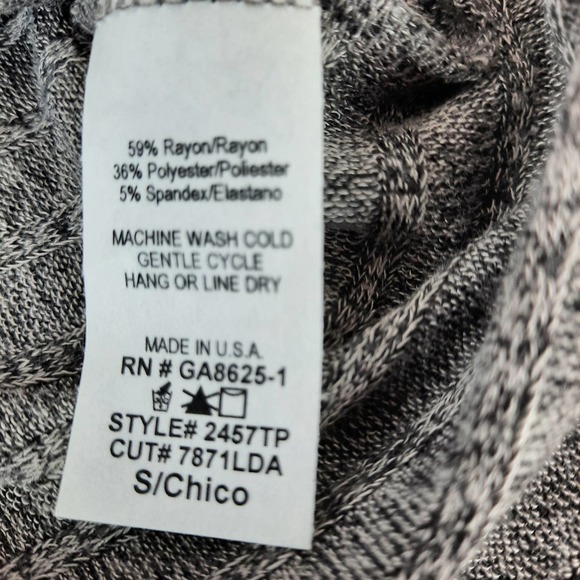 59% Rayon/Rayon
36% Polyester/Poliester
5% Spandex/Elastano
MACHINE WASH COLD
GENTLE CYCLE
HANG OR LINE DRY
MADE IN U.S.A.
RN # GA8625-1
STYLE# 2457TP
CUT# 7871LDA
S/Chico